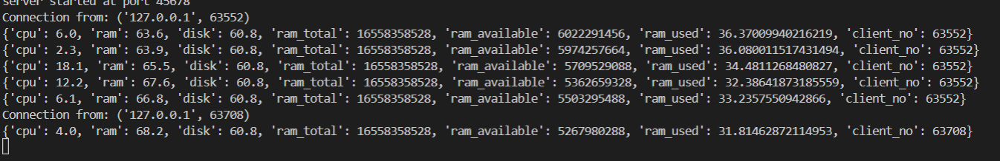 server started at port 45678
Connection from: ('127.0.0.1', 63552)
{'cpu': 6.0, 'ram': 63.6, 'disk': 60.8, 'ram_total': 16558358528, 'ram_available': 6022291456, 'ram_used': 36.37009940216219, 'client_no': 63552}
{'cpu': 2.3, 'ram': 63.9, 'disk': 60.8, 'ram_total': 16558358528, 'ram_available': 5974257664, 'ram_used': 36.080011517431494, 'client_no': 63552}
{'cpu': 18.1, 'ram': 65.5, 'disk': 60.8, 'ram_total': 16558358528, 'ram_available': 5709529088, 'ram_used': 34.4811268480827, 'client_no': 63552}
{'cpu': 12.2, 'ram': 67.6, 'disk': 60.8, 'ram_total': 16558358528, 'ram_available': 5362659328, 'ram_used': 32.38641873185559, 'client_no': 63552}
{'cpu': 6.1, 'ram': 66.8, 'disk': 60.8, 'ram_total': 16558358528, 'ram_available': 5503295488, 'ram_used': 33.2357550942866, 'client_no': 63552}
Connection from: ('127.0.0.1', 63708)
{'cpu': 4.0, 'ram': 68.2, 'disk': 60.8, 'ram_total': 16558358528, 'ram_available': 5267980288, 'ram_used': 31.81462872114953, 'client_no': 63708}